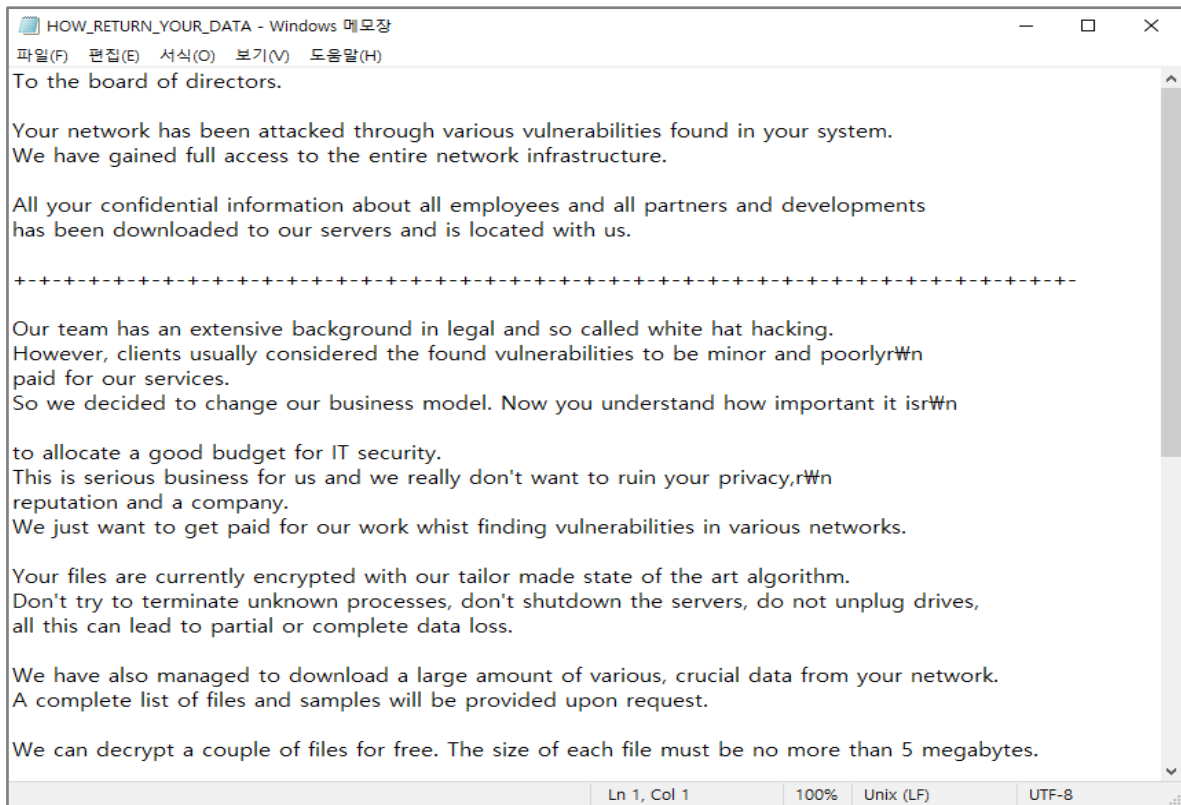 HOW_RETURN_YOUR_DATA - Windows 메모장
파일(F) 편집(E) 서식(O) 보기(V) 도움말(H)
To the board of directors.
Your network has been attacked through various vulnerabilities found in your system.
We have gained full access to the entire network infrastructure.
All your confidential information about all employees and all partners and developments
has been downloaded to our servers and is located with us.
+-+-+-+-+-+-+-+-+-+-+-+-+-+-+-+-+-+-+-+-+-+-+-+-+-+-+-+-+-+-+-+-+-+-+-+-+-+-+-+-+-+-+-
Our team has an extensive background in legal and so called white hat hacking.
However, clients usually considered the found vulnerabilities to be minor and poorlyr₩n
paid for our services.
So we decided to change our business model. Now you understand how important it isr₩n
to allocate a good budget for IT security.
This is serious business for us and we really don't want to ruin your privacy,r₩n
reputation and a company.
We just want to get paid for our work whist finding vulnerabilities in various networks.
Your files are currently encrypted with our tailor made state of the art algorithm.
Don't try to terminate unknown processes, don't shutdown the servers, do not unplug drives,
all this can lead to partial or complete data loss.
We have also managed to download a large amount of various, crucial data from your network.
A complete list of files and samples will be provided upon request.
We can decrypt a couple of files for free. The size of each file must be no more than 5 megabytes.
Ln 1, Col 1 100% Unix (LF) UTF-8